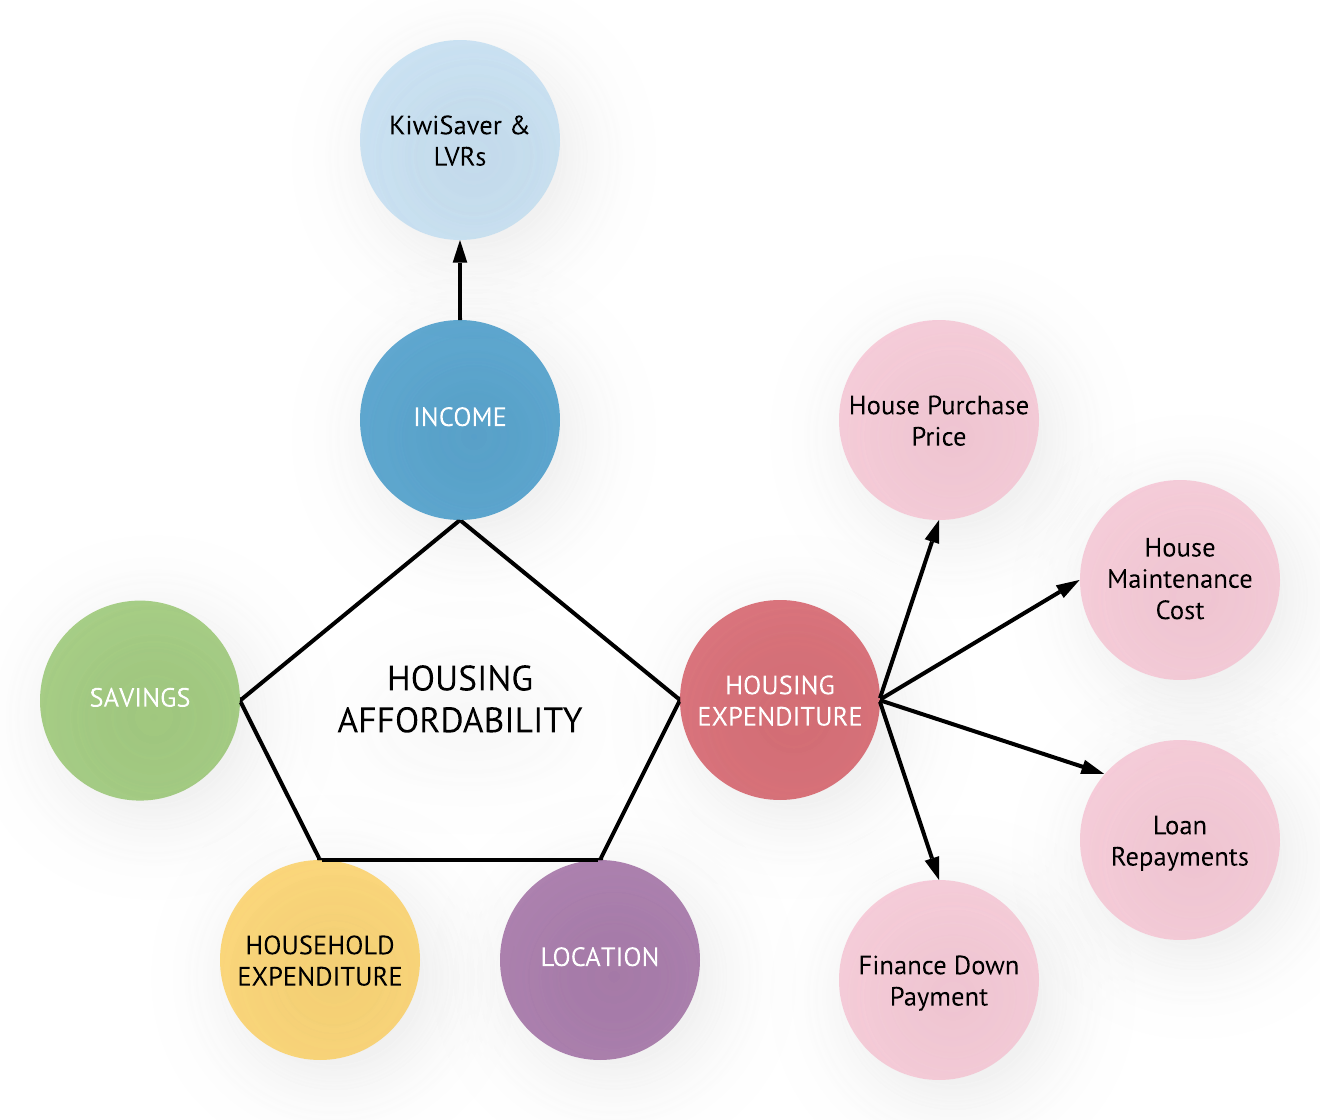 KiwiSaver &
LVRs
INCOME
House Purchase
Price
House
Maintenance
Cost
HOUSING
AFFORDABILITY
SAVINGS
HOUSING
EXPENDITURE
Loan
Repayments
HOUSEHOLD
EXPENDITURE
LOCATION
Finance Down
Payment